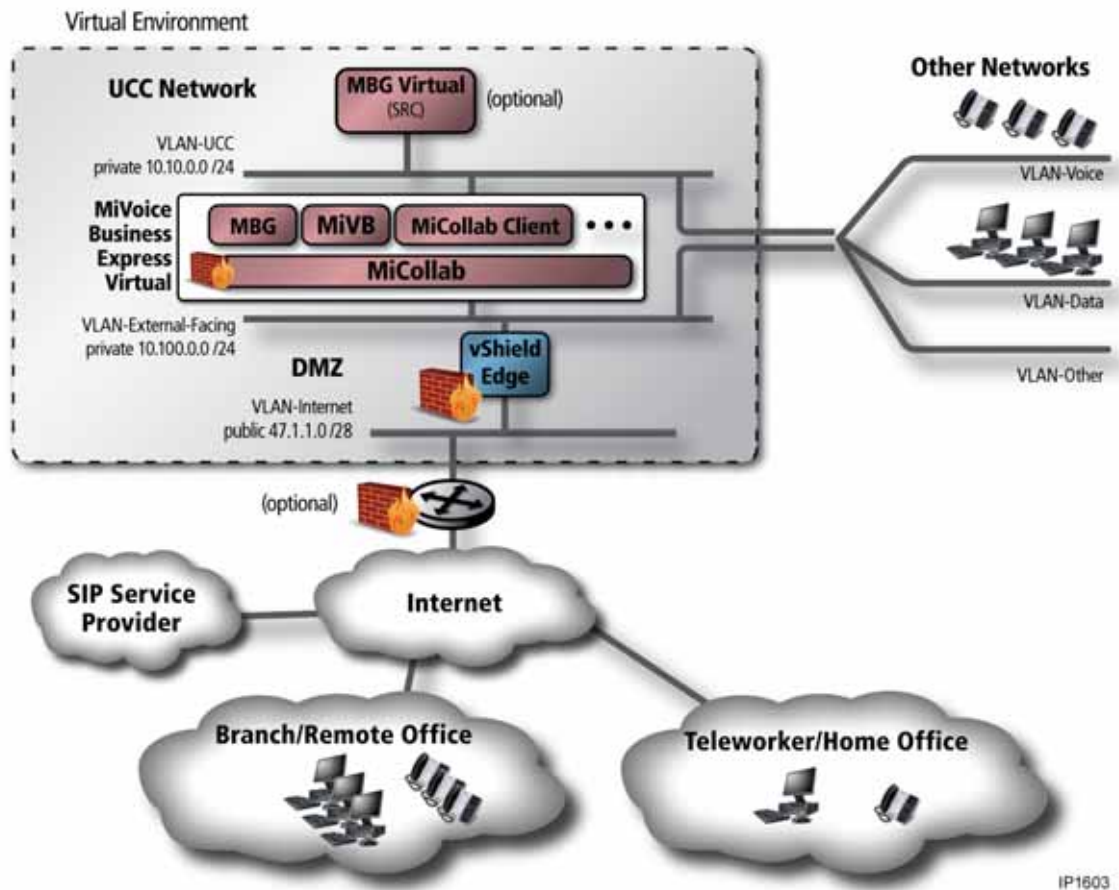 Virtual Environment
UCC Network
MBG Virtual
(SRC)
(optional)
VLAN-UCC
private 10.10.0.0 /24
MiVoice
Business
Express
Virtual
MBG
MiVB
MiCollab Client
• • •
MiCollab
VLAN-External-Facing
private 10.100.0.0 /24
DMZ
vShield
Edge
VLAN-Internet
public 47.1.1.0 /28
Other Networks
VLAN-Voice
VLAN-Data
VLAN-Other
(optional)
SIP Service
Provider
Internet
Branch/Remote Office
Teleworker/Home Office
IP1603